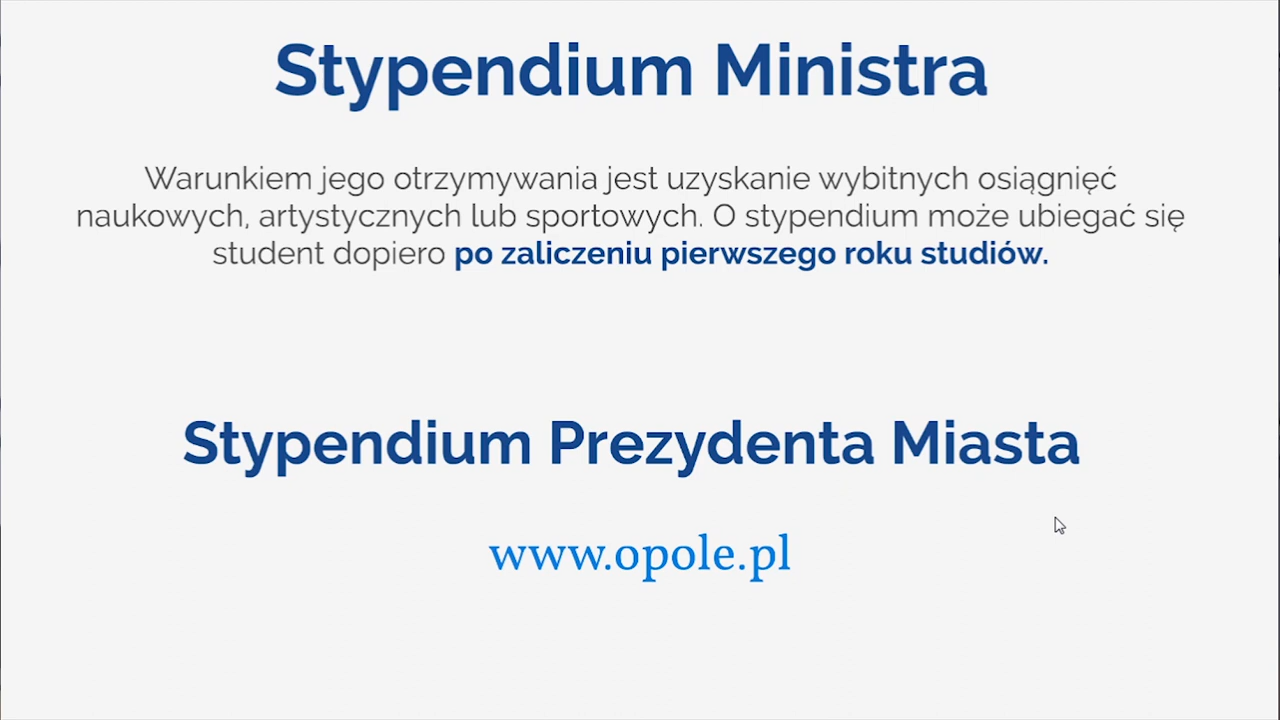 Stypendium Ministra
Warunkiem jego otrzymywania jest uzyskanie wybitnych osiągnięć
naukowych, artystycznych lub sportowych. O stypendium może ubiegać się
student dopiero po zaliczeniu pierwszego roku studiów.
Stypendium Prezydenta Miasta
www.opole.pl